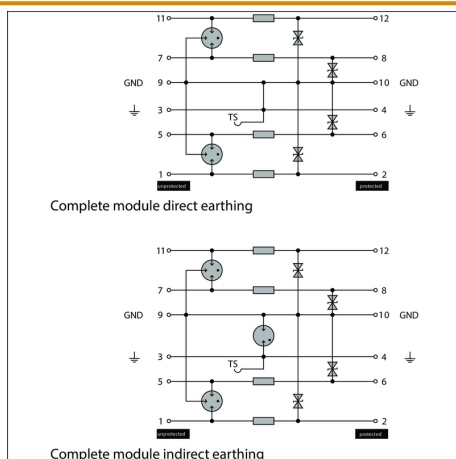 11 12
7 8
GND 9 10 GND
3 4
TS
5 6
1 2
unprotected protected
Complete module direct earthing
11 12
7 8
GND 9 10 GND
3 4
TS
5 6
1 2
unprotected protected
Complete module indirect earthing